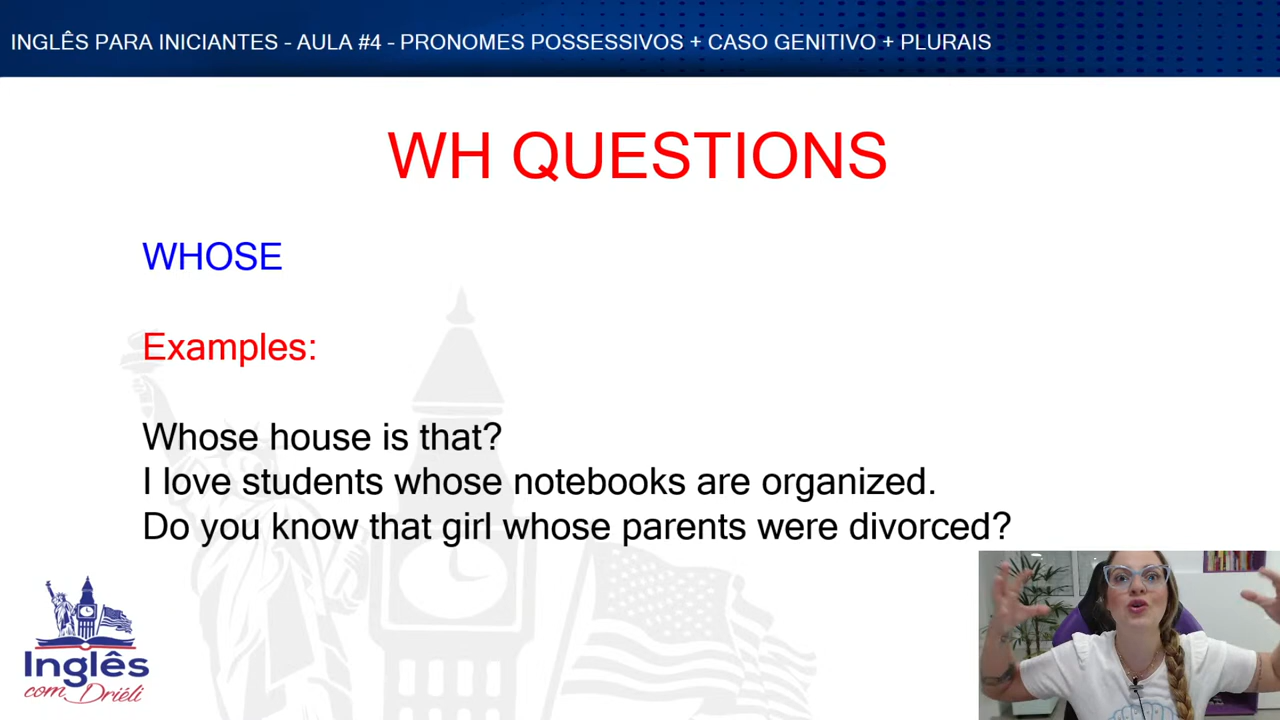 INGLÊS PARA INICIANTES - AULA #4 - PRONOMES POSSESSIVOS + CASO GENITIVO + PLURAIS
WH QUESTIONS
WHOSE
Examples:
Whose house is that?
I love students whose notebooks are organized.
Do you know that girl whose parents were divorced?
Inglês
com Driéli